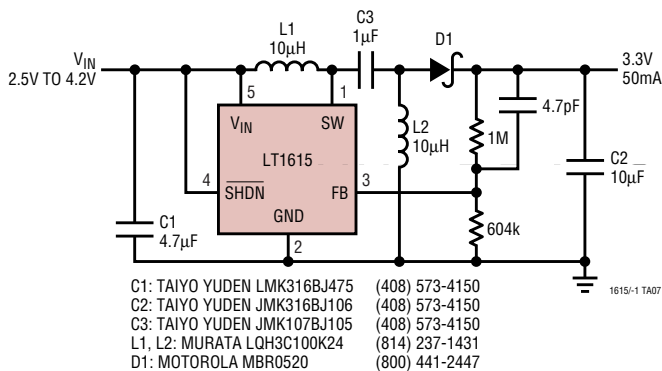 L1
10µH
C3
1µF
D1
VIN
2.5V TO 4.2V
3.3V
50mA
5
1
VIN
SW
LT1615
L2
10µH
1M
4.7pF
4
SHDN
FB
3
C2
10µF
GND
2
C1
4.7µF
604k
C1: TAIYO YUDEN LMK316BJ475 (408) 573-4150
C2: TAIYO YUDEN JMK316BJ106 (408) 573-4150
C3: TAIYO YUDEN JMK107BJ105 (408) 573-4150
L1, L2: MURATA LQH3C100K24 (814) 237-1431
D1: MOTOROLA MBR0520 (800) 441-2447
1615/-1 TA07